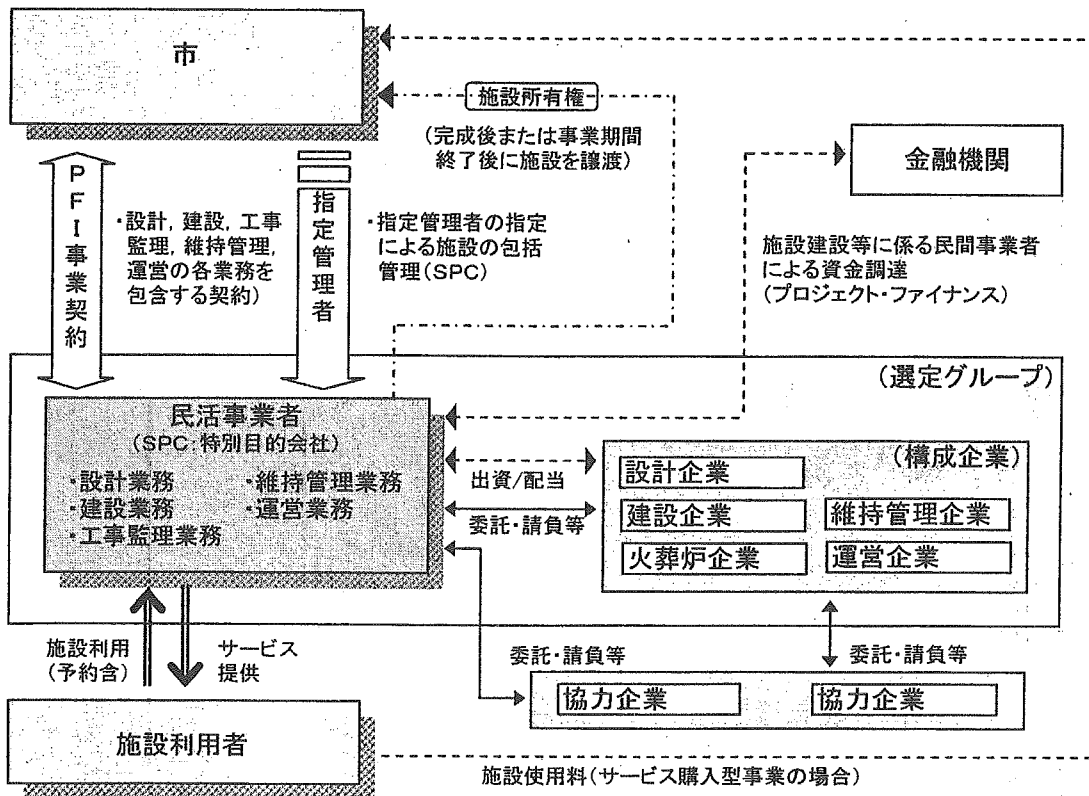 市
施設所有権
(完成後または事業期間
終了後に施設を譲渡)
金融機関
PFI事業契約
・設計, 建設, 工事
監理, 維持管理,
運営の各業務を
包含する契約)
指定管理者
・指定管理者の指定
による施設の包括
管理(SPC)
施設建設等に係る民間事業者
による資金調達
(プロジェクト・ファイナンス)
(選定グループ)
民活事業者
(SPC:特別目的会社)
・設計業務
・維持管理業務
・建設業務
・運営業務
・工事監理業務
出資/配当
委託・請負等
(構成企業)
設計企業
建設企業
維持管理企業
火葬炉企業
運営企業
施設利用
(予約含)
サービス
提供
委託・請負等
委託・請負等
協力企業
協力企業
施設利用者
施設使用料(サービス購入型事業の場合)